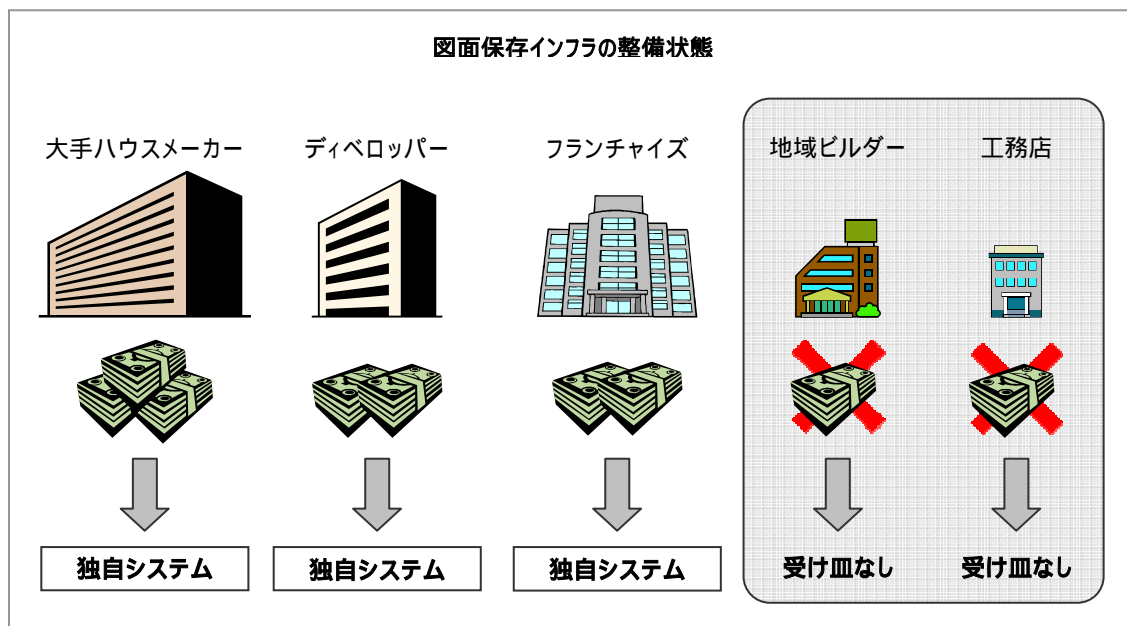 図面保存インフラの整備状態
大手ハウスメーカー
ディベロッパー
フランチャイズ
地域ビルダー
工務店
独自システム
独自システム
独自システム
受け皿なし
受け皿なし